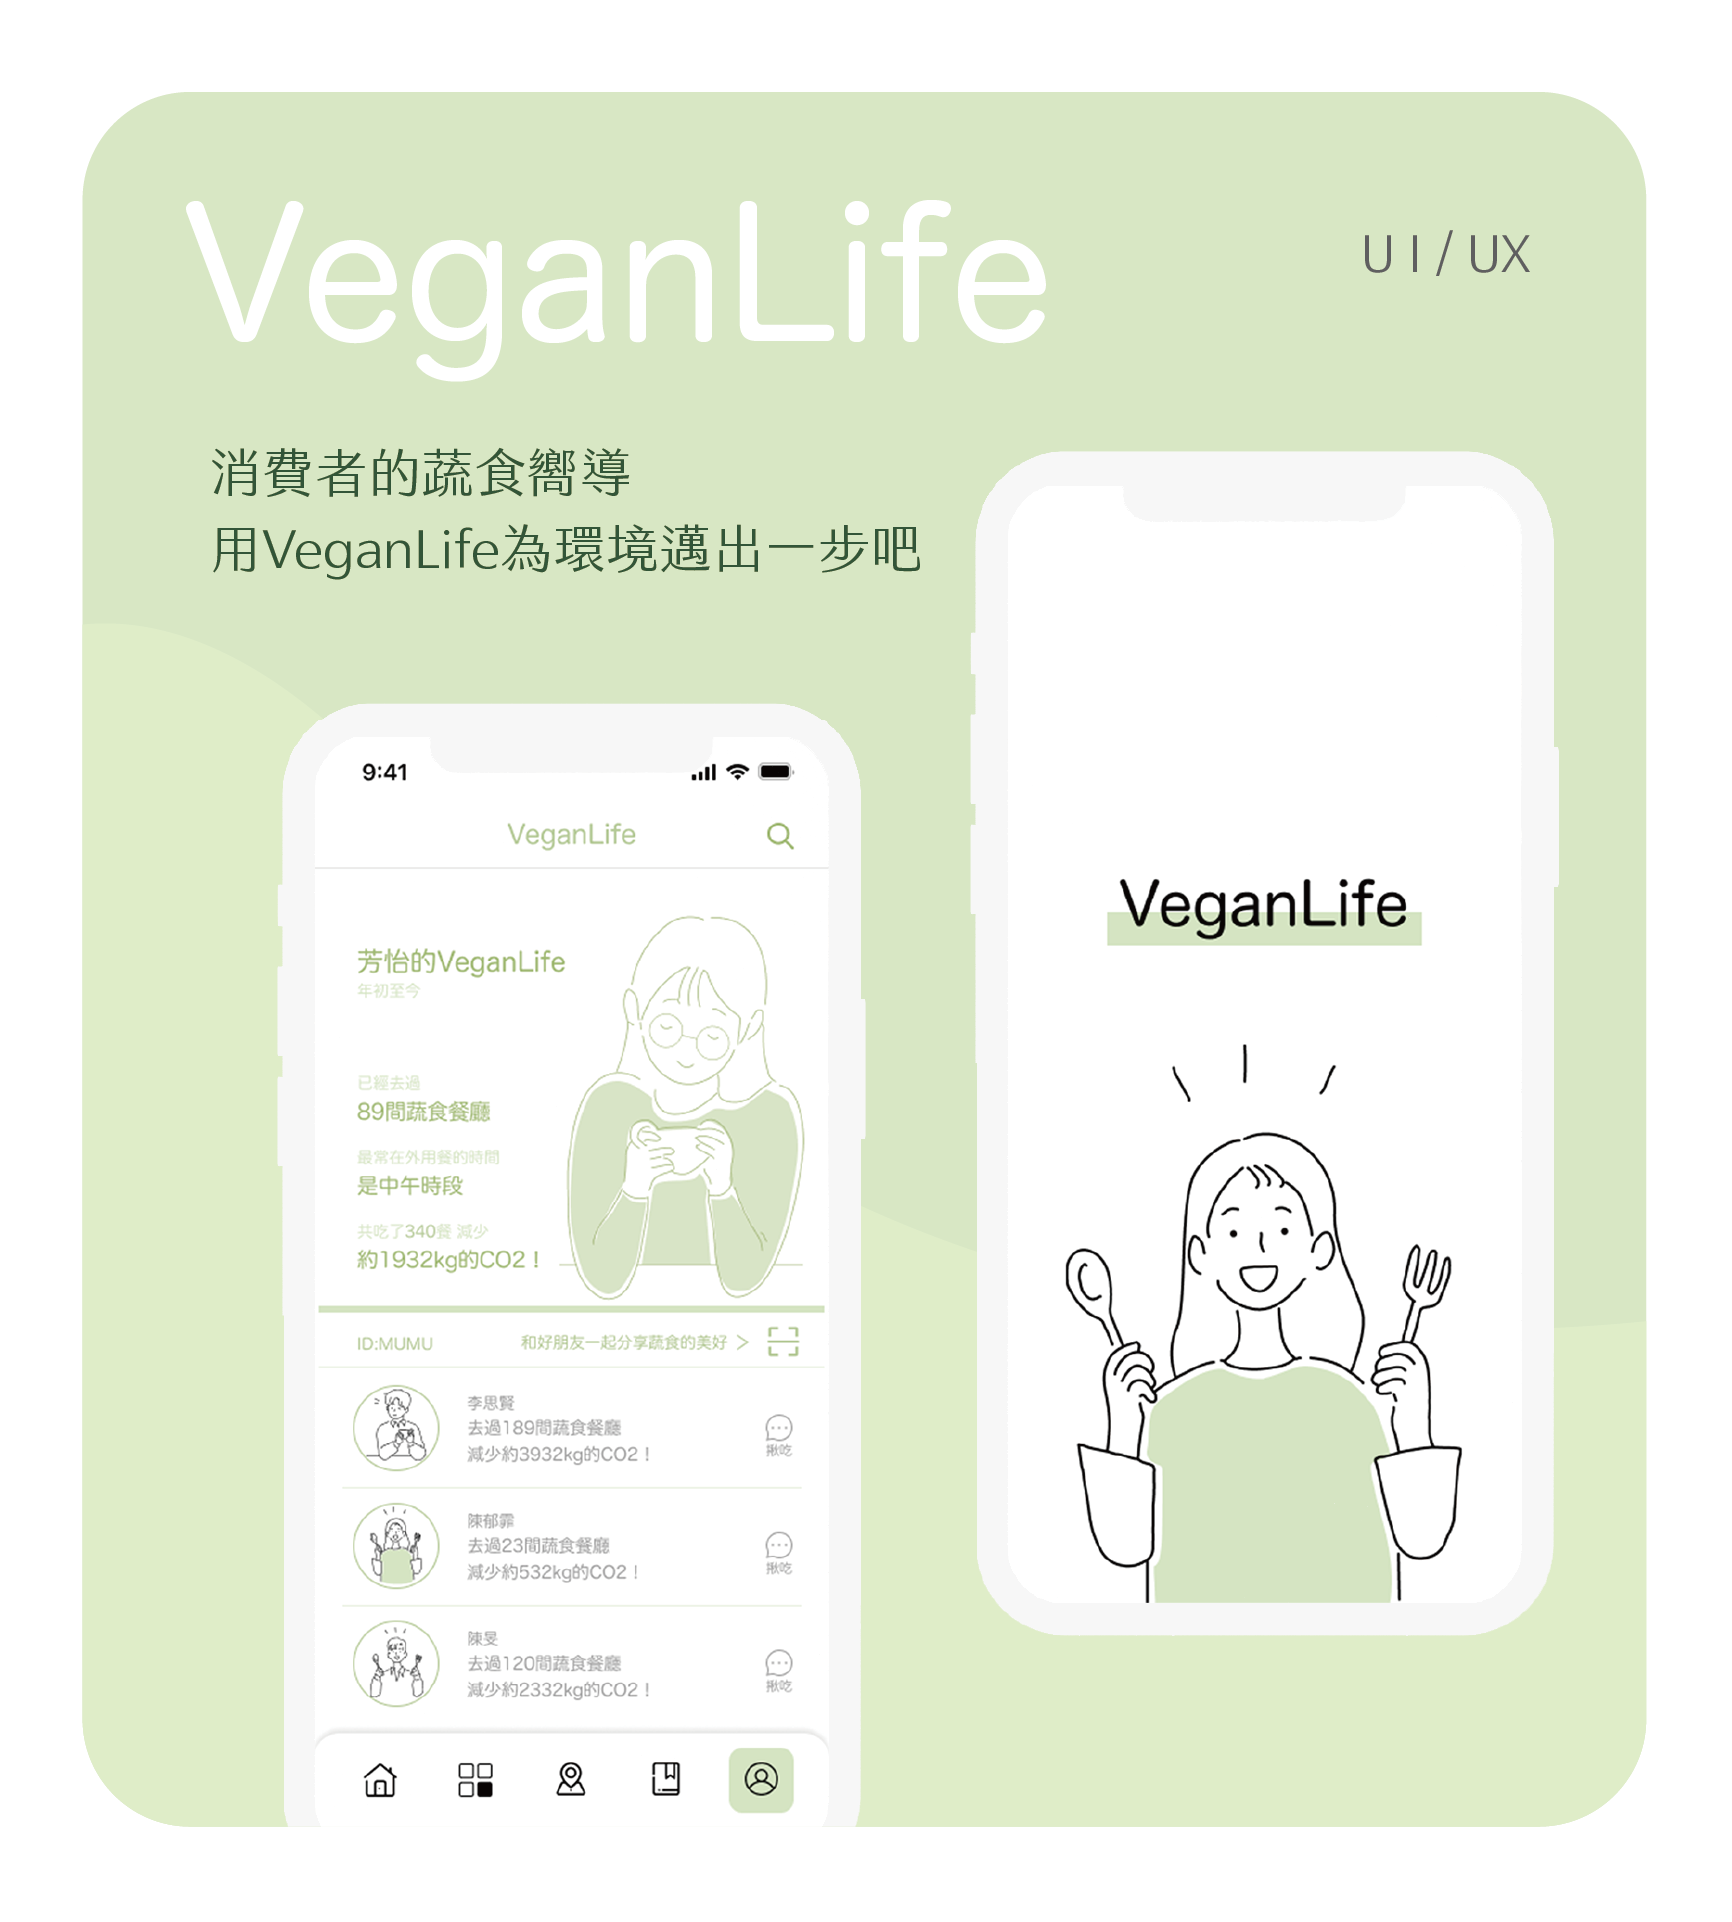 VeganLife
U I / UX
消費者的蔬食嚮導
用VeganLife為環境邁出一步吧
9:41
VeganLife
芳怡的VeganLife
年初至今
已經去過
89間蔬食餐廳
最常在外用餐的時間
是中午時段
共吃了340餐 減少
約1932kg的CO2！
ID:MUMU
和好朋友一起分享蔬食的美好 >
李思賢
去過189間蔬食餐廳
減少約3932kg的CO2！
揪吃
陳郁霏
去過23間蔬食餐廳
減少約532kg的CO2！
揪吃
陳旻
去過120間蔬食餐廳
減少約2332kg的CO2！
揪吃
VeganLife